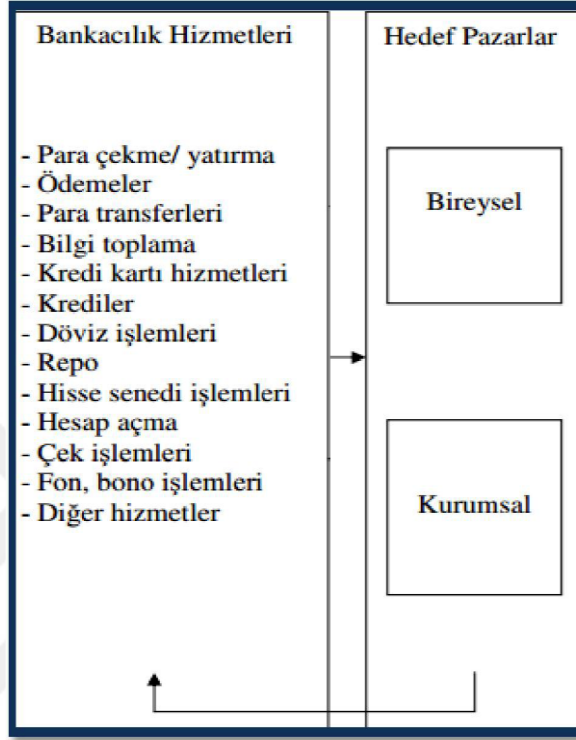 Bankacılık Hizmetleri
- Para çekme/ yatırma
- Ödemeler
- Para transferleri
- Bilgi toplama
- Kredi kartı hizmetleri
- Krediler
- Döviz işlemleri
- Repo
- Hisse senedi işlemleri
- Hesap açma
- Çek işlemleri
- Fon, bono işlemleri
- Diğer hizmetler
Hedef Pazarlar
Bireysel
Kurumsal